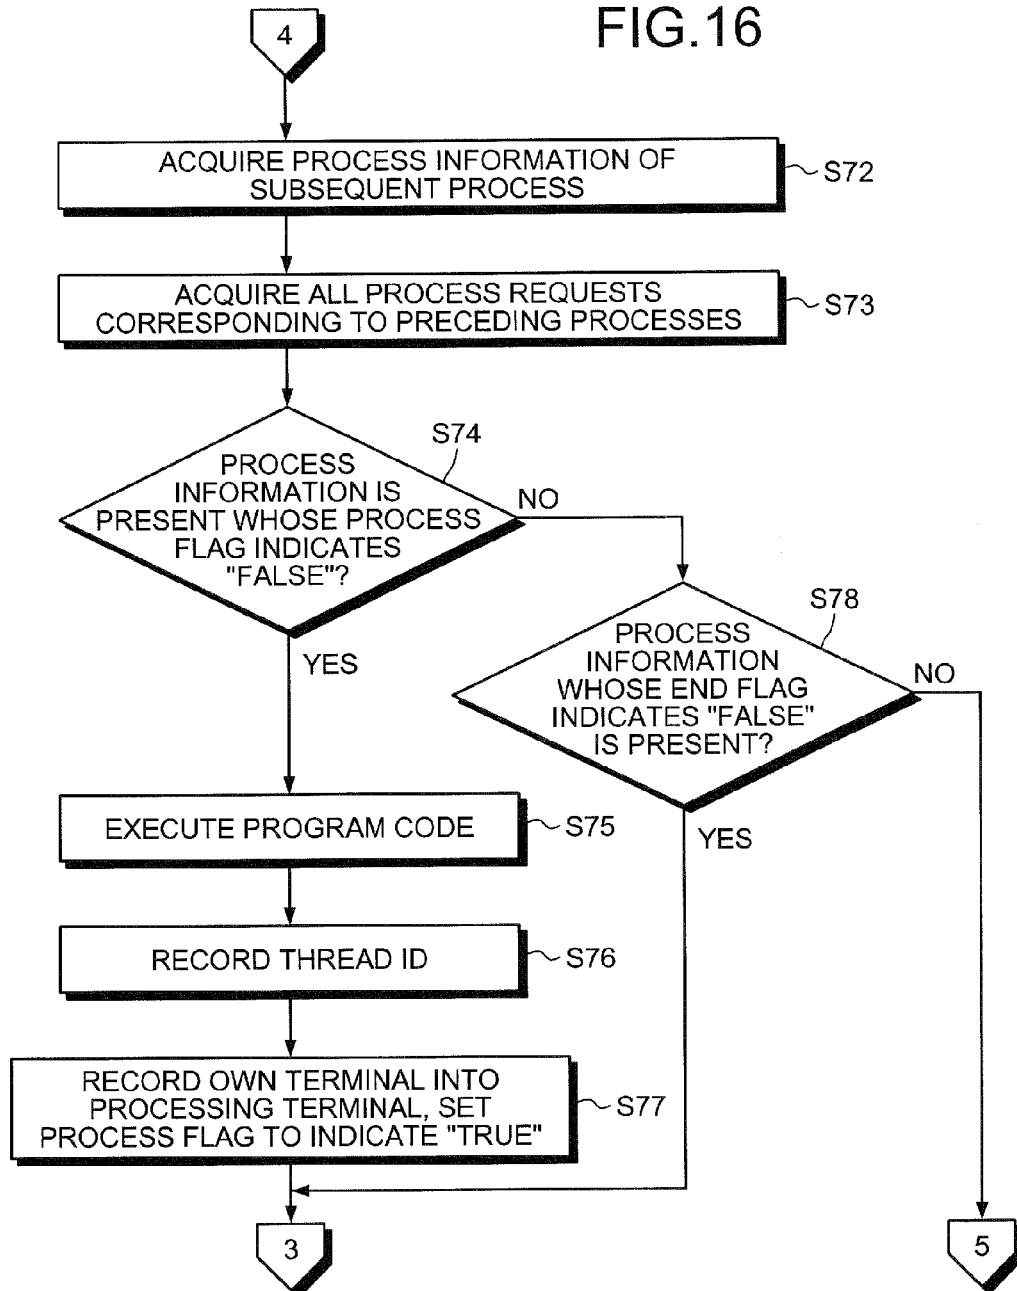 FIG.16
4
ACQUIRE PROCESS INFORMATION OF
SUBSEQUENT PROCESS
S72
ACQUIRE ALL PROCESS REQUESTS
CORRESPONDING TO PRECEDING PROCESSES
S73
S74
PROCESS
INFORMATION IS
PRESENT WHOSE PROCESS
FLAG INDICATES
"FALSE"?
NO
YES
S78
PROCESS
INFORMATION
WHOSE END FLAG
INDICATES "FALSE"
IS PRESENT?
NO
YES
EXECUTE PROGRAM CODE
S75
RECORD THREAD ID
S76
RECORD OWN TERMINAL INTO
PROCESSING TERMINAL, SET
PROCESS FLAG TO INDICATE "TRUE"
S77
3
5